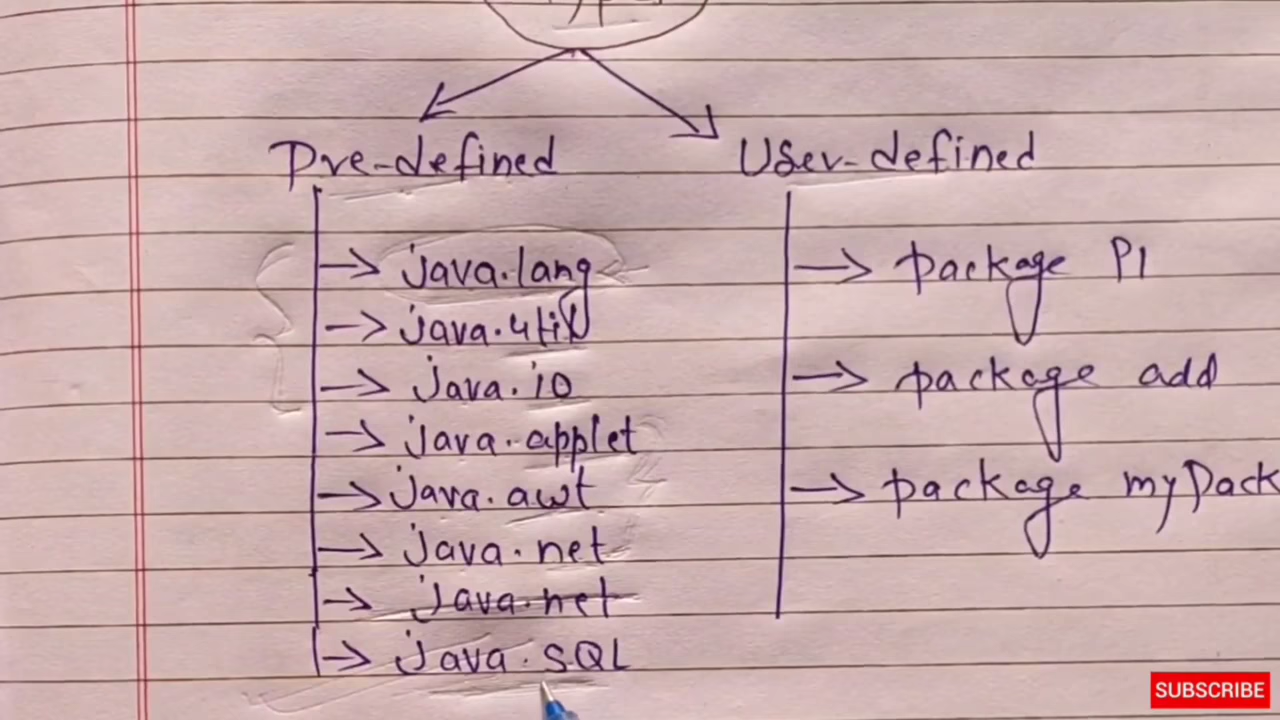 Pre-defined
User-defined
→ java.lang
→ java.util
→ java.io
→ java.applet
→ java.awt
→ java.net
→ java.net
→ java.SQL
→ package P1
→ package add
→ package myPack
SUBSCRIBE